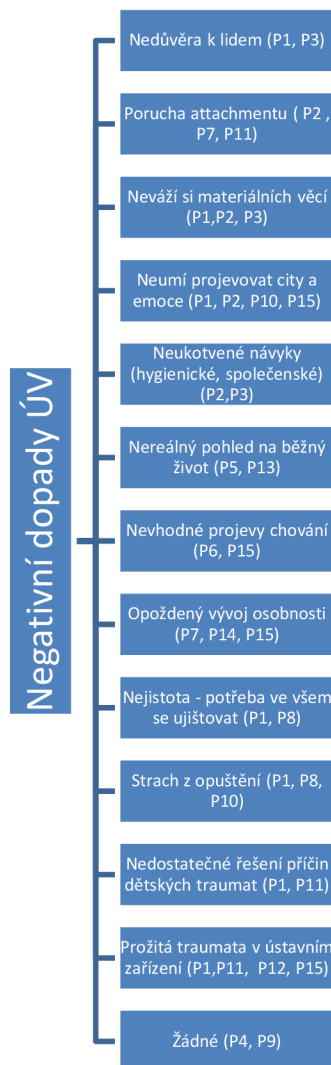 Negativní dopady ÚV
Nedůvěra k lidem (P1, P3)
Porucha attachmentu ( P2 ,
P7, P11)
Neváží si materiálních věcí
(P1,P2, P3)
Neumí projevovat city a
emoce (P1, P2, P10, P15)
Neukotvené návyky
(hygienické, společenské)
(P2,P3)
Nereálný pohled na běžný
život (P5, P13)
Nevhodné projevy chování
(P6, P15)
Opoždený vývoj osobnosti
(P7, P14, P15)
Nejistota - potřeba ve všem
se ujištovat (P1, P8)
Strach z opuštění (P1, P8,
P10)
Nedostatečné řešení příčin
dětských traumat (P1, P11)
Prožitá traumata v ústavním
zařízení (P1,P11,  P12, P15)
Žádné (P4, P9)